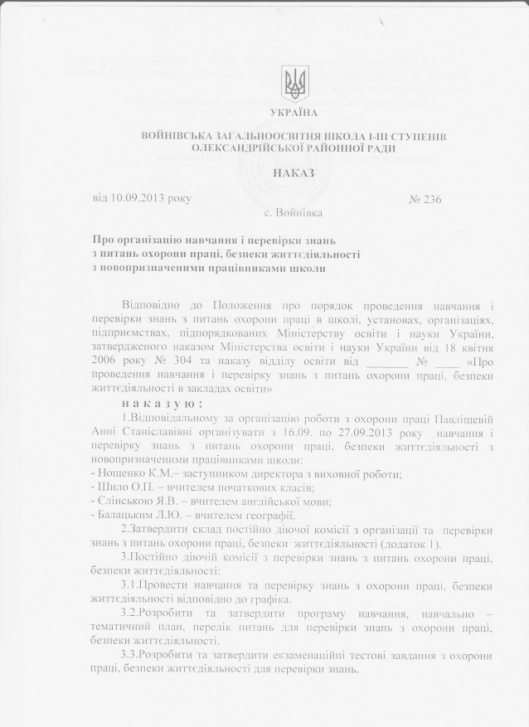 УКРАЇНА
ВОЙНІВСЬКА ЗАГАЛЬНООСВІТНЯ ШКОЛА І-ІІІ СТУПЕНІВ
ОЛЕКСАНДРІЙСЬКОЇ РАЙОННОЇ РАДИ
НАКАЗ
від 10.09.2013 року № 236
с. Войнівка
Про організацію навчання і перевірки знань
з питань охорони праці, безпеки життєдіяльності
з новопризначеними працівниками школи
Відповідно до Положення про порядок проведення навчання і
перевірки знань з питань охорони праці в школі, установах, організаціях,
підприємствах, підпорядкованих Міністерству освіти і науки України,
затвердженого наказом Міністерства освіти і науки України від 18 квітня
2006 року № 304 та наказу відділу освіти від _______ № ____ «Про
проведення навчання і перевірку знань з питань охорони праці, безпеки
життєдіяльності в закладах освіти»
н а к а з у ю :
1.Відповідальному за організацію роботи з охорони праці Павліщевій
Анні Станіславівні організувати з 16.09. по 27.09.2013 року навчання і
перевірку знань з питань охорони праці, безпеки життєдіяльності з
новопризначеними працівниками школи:
- Нощенко К.М.– заступником директора з виховної роботи;
- Шило О.П. – вчителем початкових класів;
- Єлінською Я.В. – вчителем англійської мови;
- Балацьким Л.Ю. – вчителем географії.
2.Затвердити склад постійно діючої комісії з організації та перевірки
знань з питань охорони праці, безпеки життєдіяльності (додаток 1).
3.Постійно діючій комісії з перевірки знань з питань охорони праці,
безпеки життєдіяльності:
3.1.Провести навчання та перевірку знань з охорони праці, безпеки
життєдіяльності відповідно до графіка.
3.2.Розробити та затвердити програму навчання, навчально –
тематичний план, перелік питань для перевірки знань з охорони праці,
безпеки життєдіяльності.
3.3.Розробити та затвердити екзаменаційні тестові завдання з охорони
праці, безпеки життєдіяльності для перевірки знань.